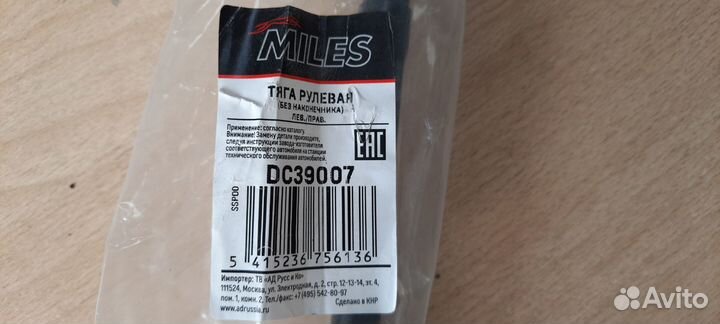 MILES
ТЯГА РУЛЕВАЯ
(БЕЗ НАКОНЕЧНИКА)
ЛЕВ./ПРАВ.
Применение: согласно каталогу.
Внимание! Замену детали производите,
следуя инструкции завода-изготовителя
соответствующего автомобиля на станции
технического обслуживания автомобилей.
EAC
DC39007
SSPDO
5 415236 756136
Импортер: ТВ «АД Русс и Ко»
111524, Москва, ул. Электродная, д. 2, стр. 12-13-14, эт. 4,
пом. 1, комн. 2. Тел./факс: +7 (495) 542-80-97
www.adrussia.ru
Сделано в КНР
Avito